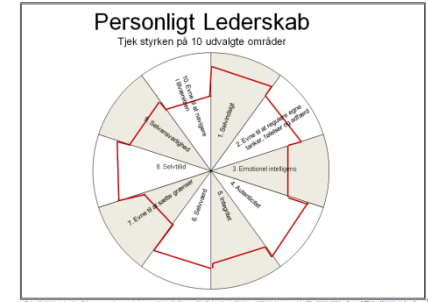 Personligt Lederskab
Tjek styrken på 10 udvalgte områder
1. Selvindsigt
2. Evne til at regulere egne
tanker, følelser og adfærd
3. Emotionel intelligens
4. Autenticitet
5. Integritet
6. Selvværd
7. Evne til at sætte grænser
8. Selvtillid
9. Selvansvarlighed
10. Evne til at navigere
i tilværelsen